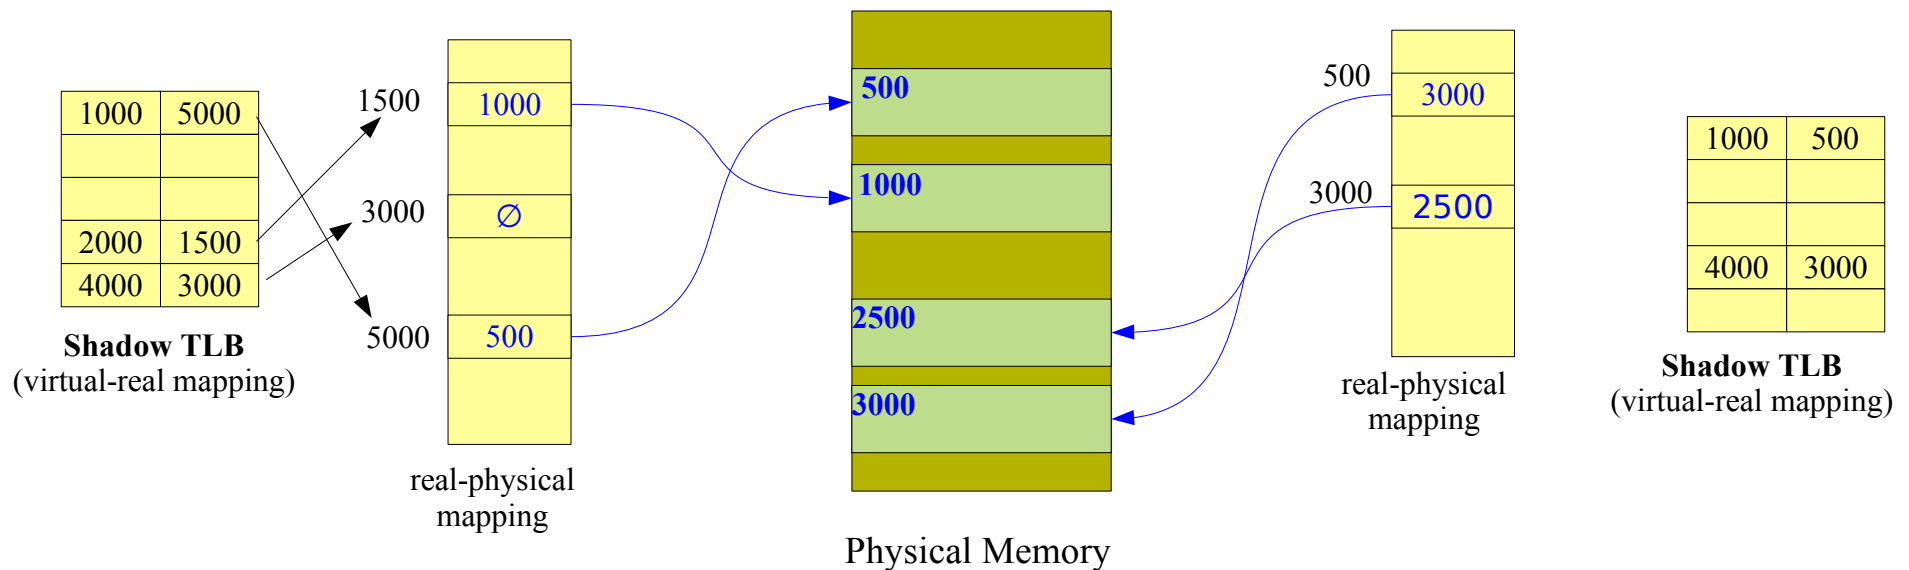 1000 5000
2000 1500
4000 3000
Shadow TLB
(virtual-real mapping)
1500 1000
3000 ∅
5000 500
real-physical
mapping
500
1000
2500
3000
Physical Memory
500 3000
3000 2500
real-physical
mapping
1000 500
4000 3000
Shadow TLB
(virtual-real mapping)